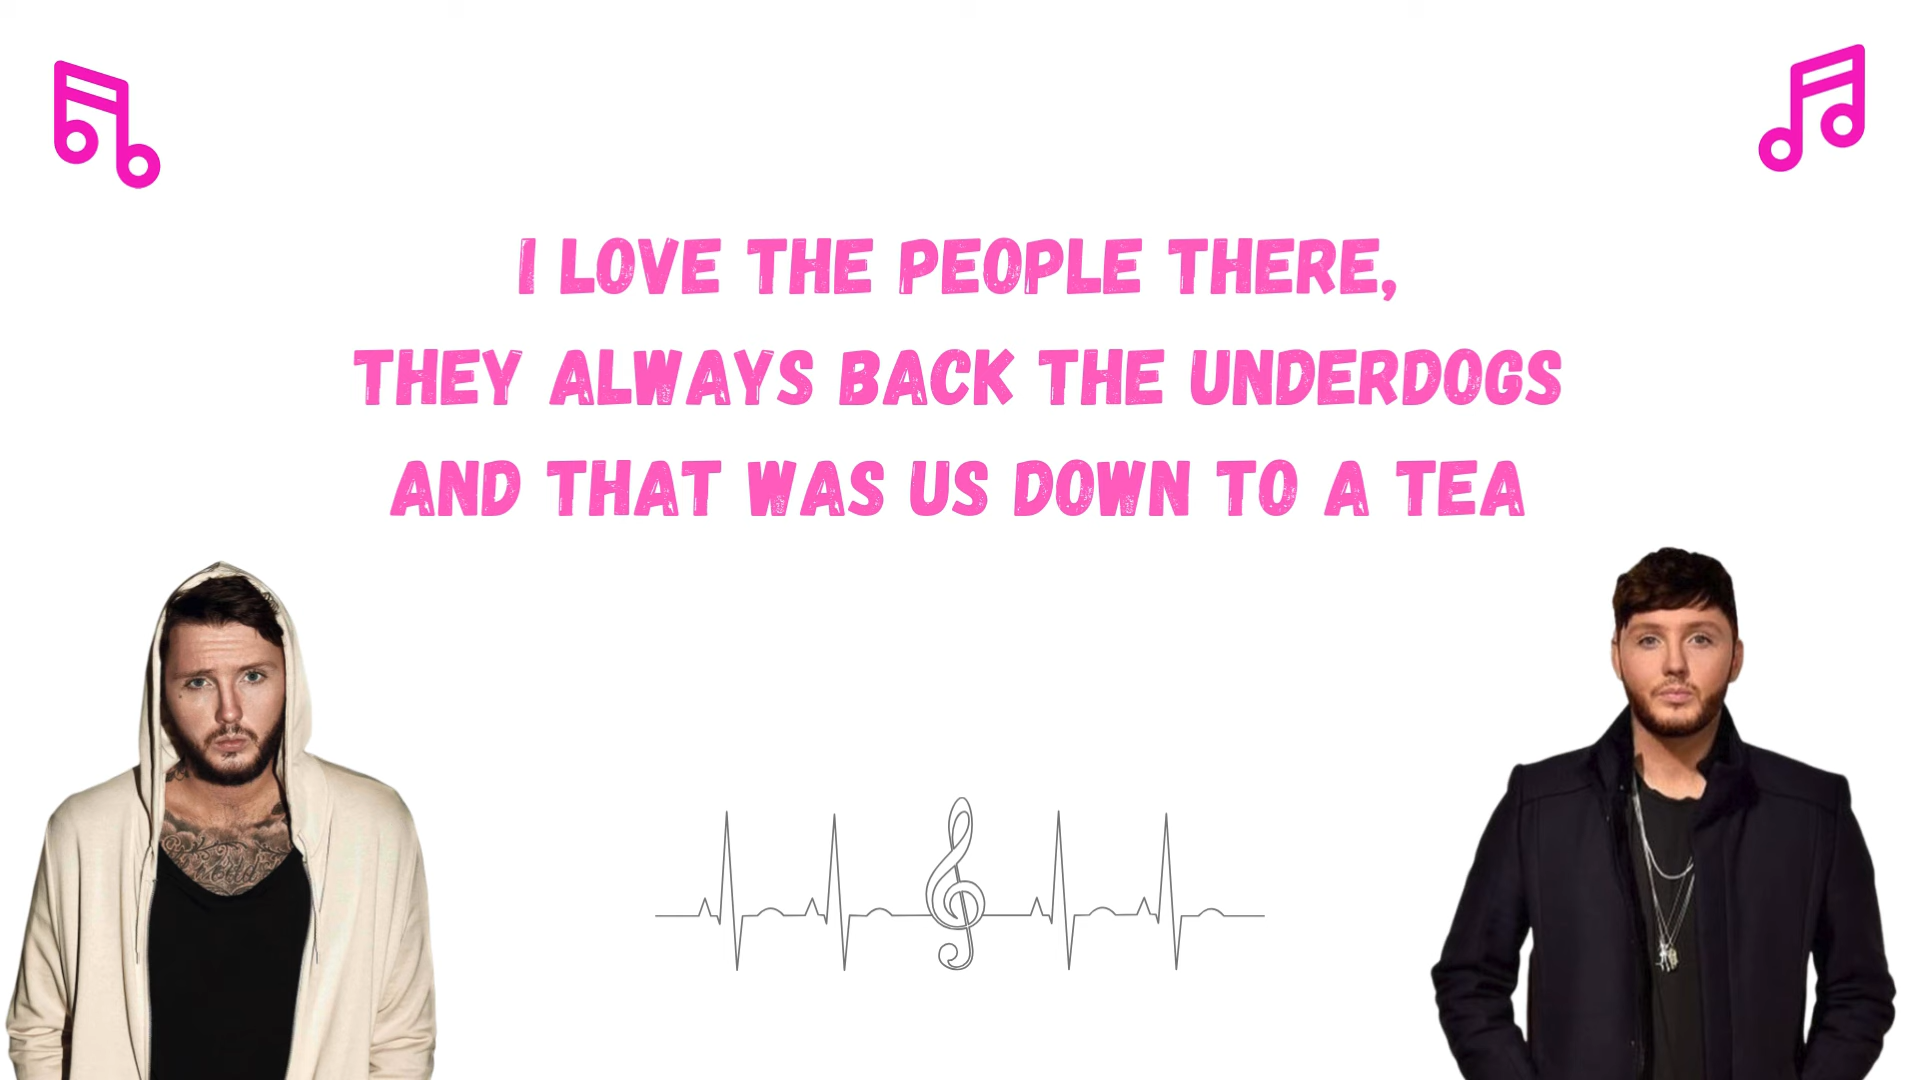 I LOVE THE PEOPLE THERE,
THEY ALWAYS BACK THE UNDERDOGS
AND THAT WAS US DOWN TO A TEA